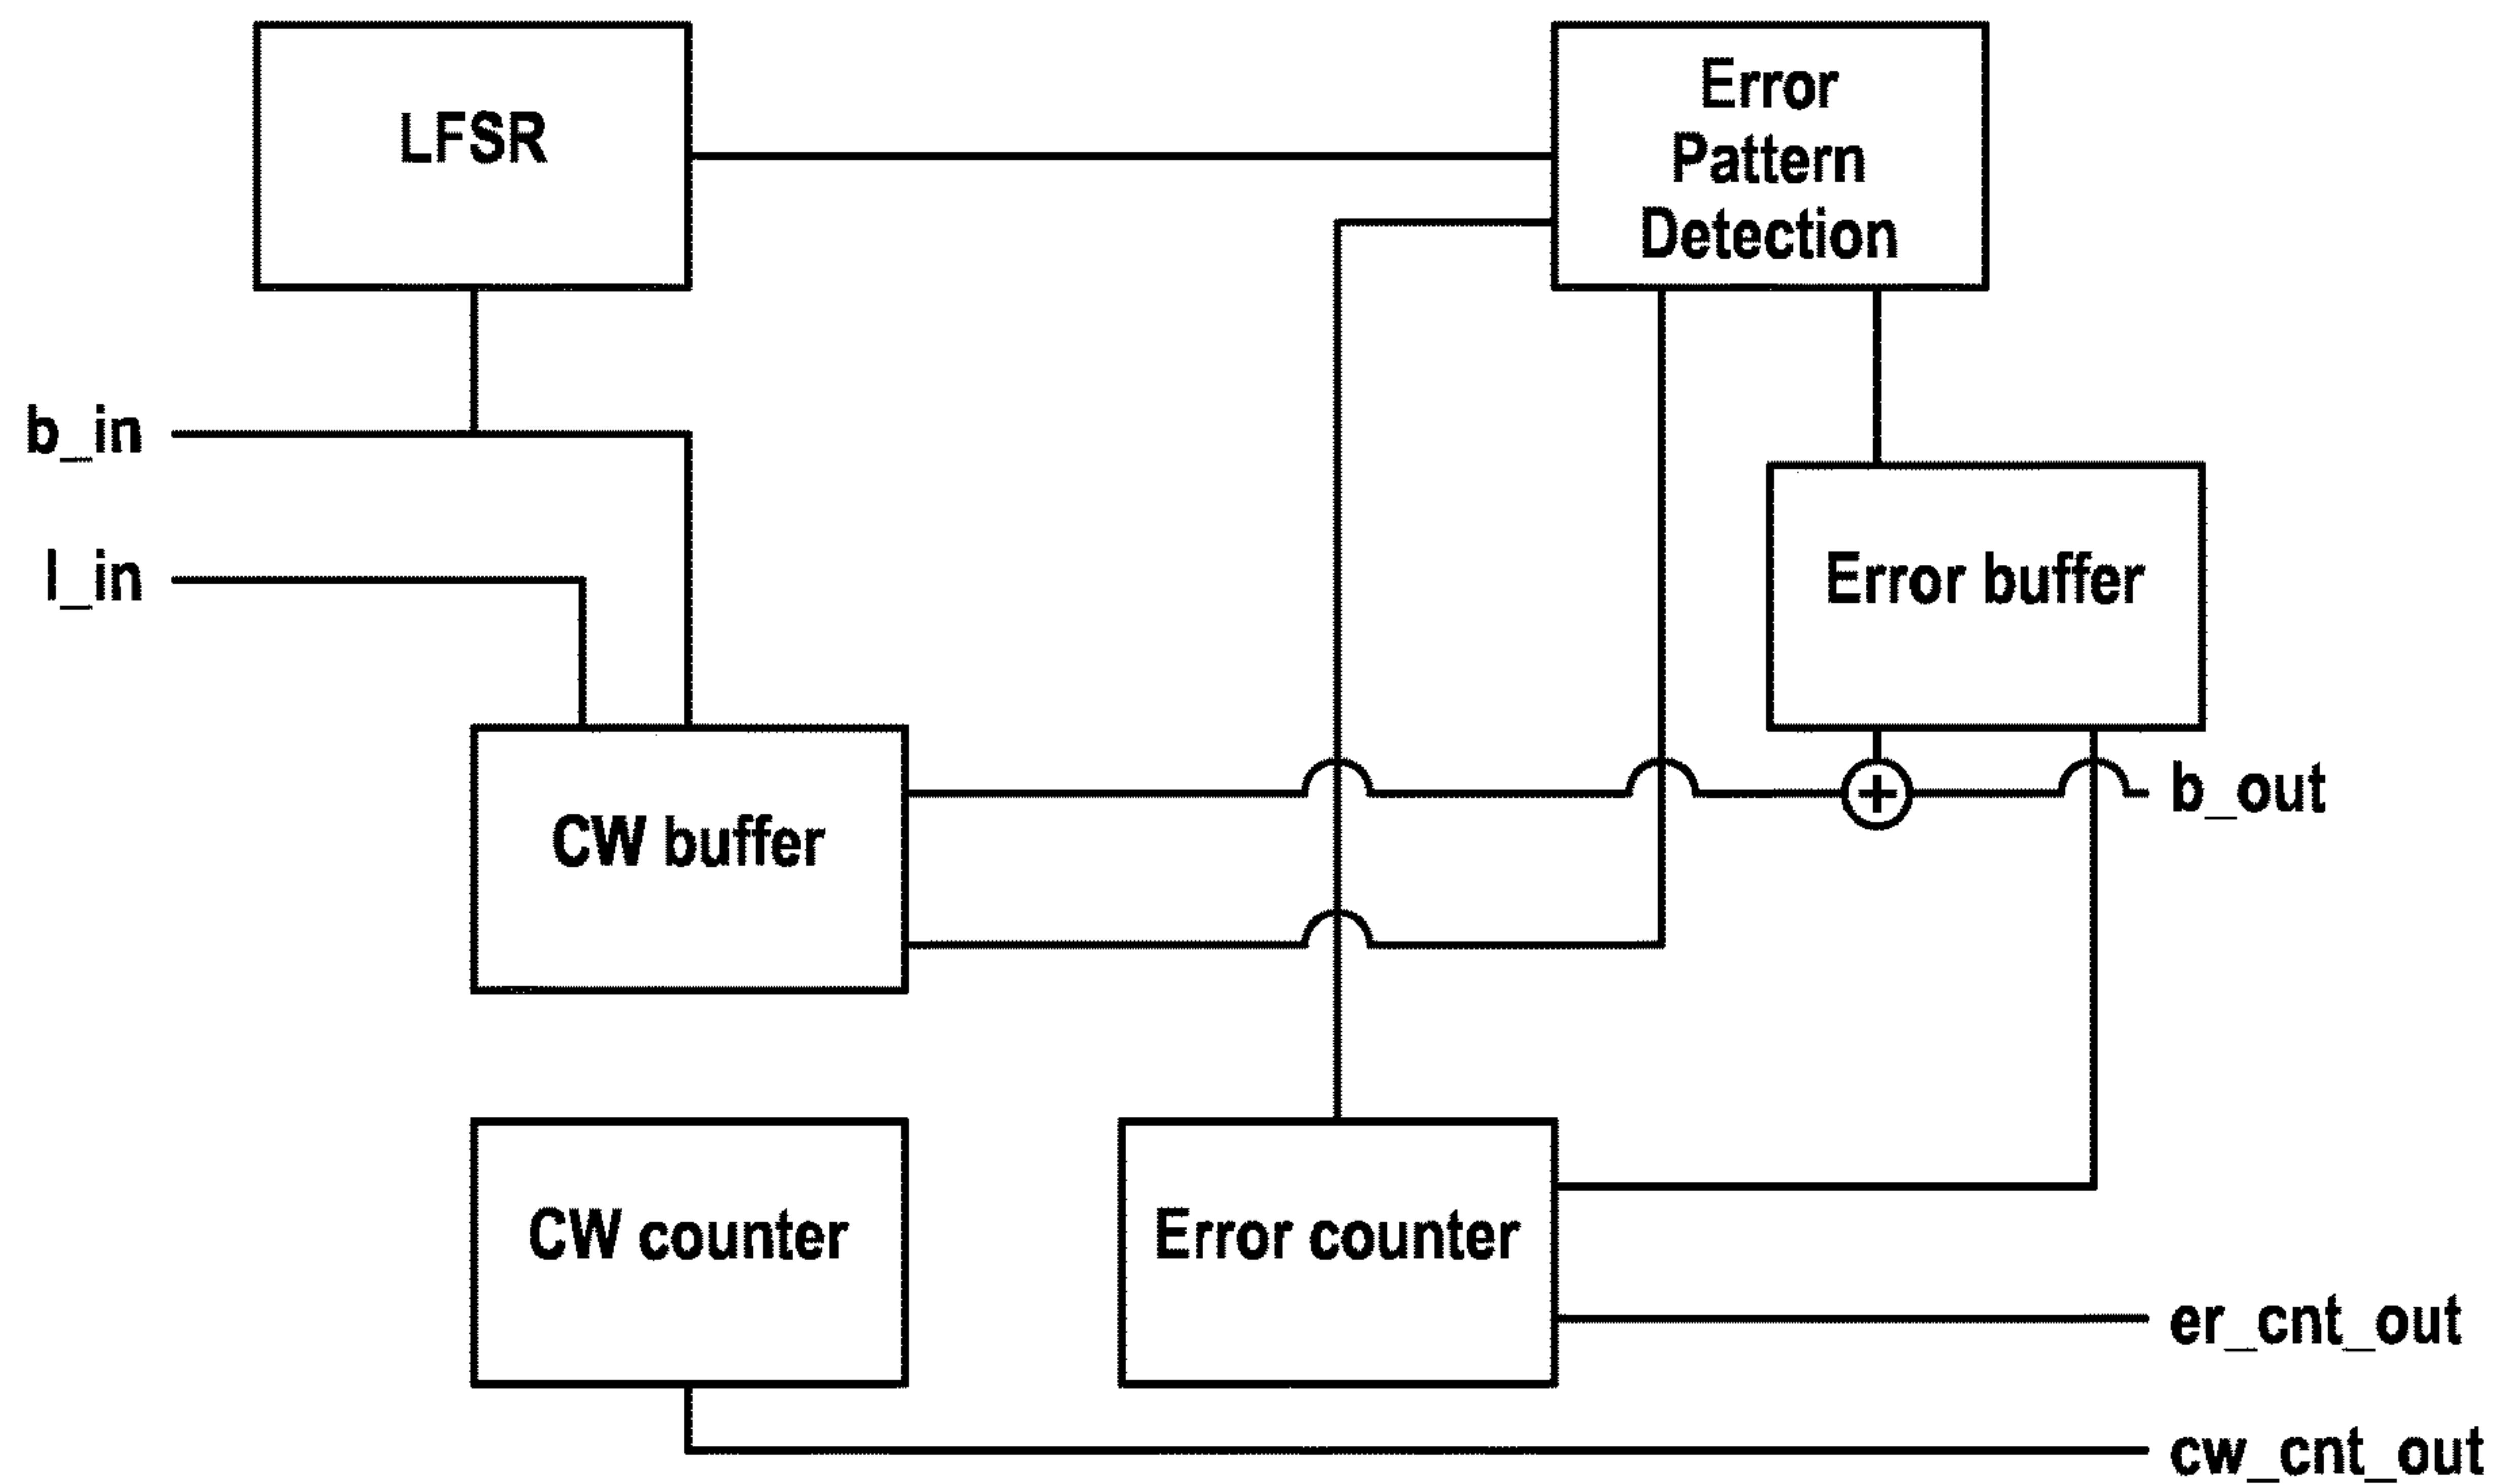 LFSR
Error
Pattern
Detection
b_in
l_in
Error buffer
CW buffer
+
b_out
CW counter
Error counter
er_cnt_out
cw_cnt_out